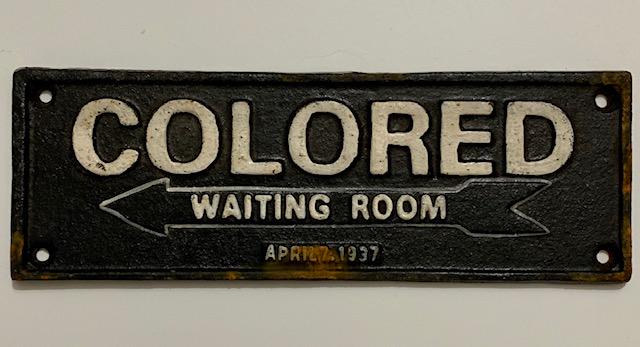 COLORED
WAITING ROOM
APRIL 7. 1937